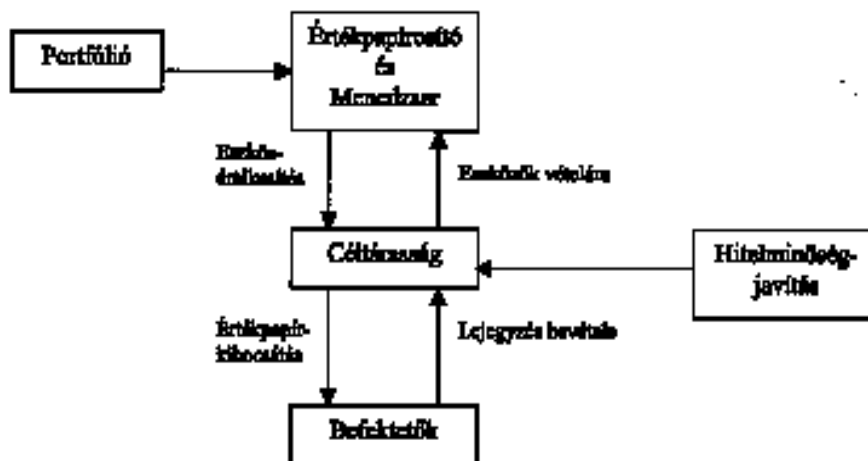 Portfólió
Értékpapírosító
és
Menedzser
Eszköz-
értékesítés
Eszközök vételára
Céltársaság
Hitelminőség-
javítás
Értékpapír-
kibocsátás
Lejegyzés bevétele
Befektetők